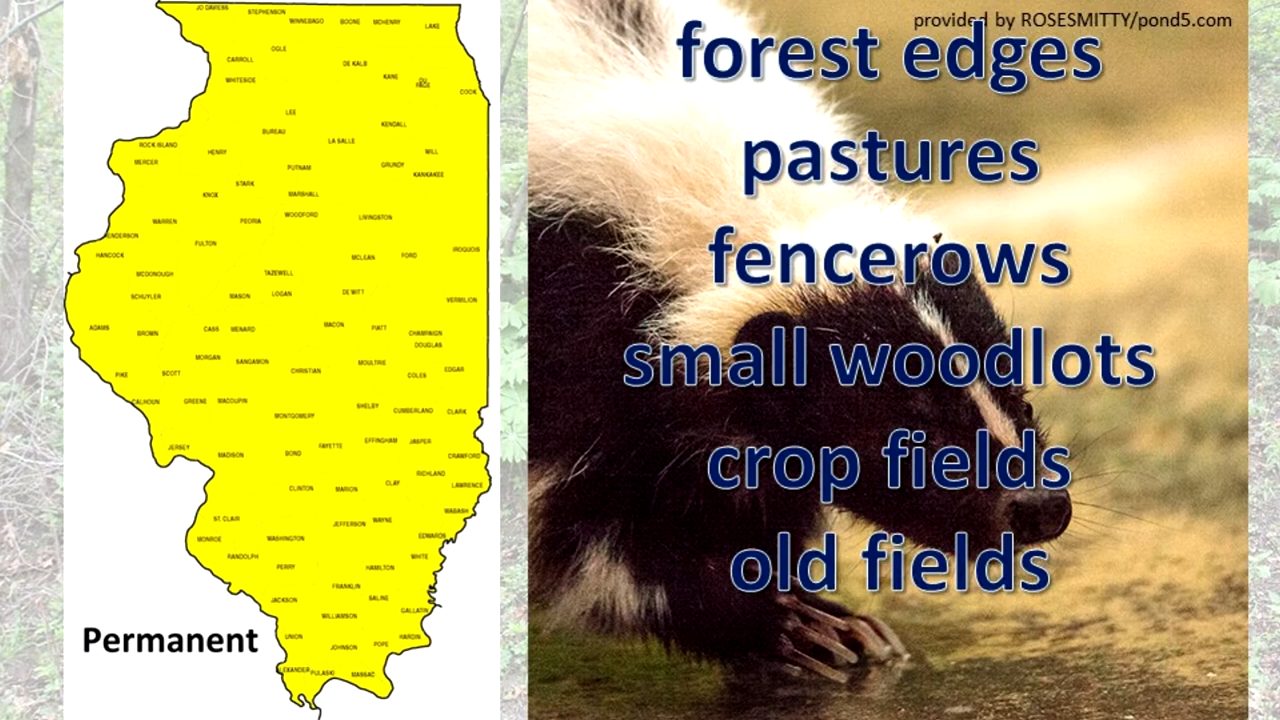 JO DAVIESS
STEPHENSON
WINNEBAGO
BOONE
MCHENRY
LAKE
OGLE
CARROLL
DE KALB
WHITESIDE
KANE
DU
PAGE
COOK
LEE
BUREAU
KENDALL
LA SALLE
ROCK ISLAND
HENRY
WILL
MERCER
PUTNAM
GRUNDY
KANKAKEE
STARK
KNOX
MARSHALL
WARREN
PEORIA
WOODFORD
LIVINGSTON
HENDERSON
FULTON
HANCOCK
MCLEAN
FORD
IROQUOIS
MCDONOUGH
TAZEWELL
SCHUYLER
MASON
LOGAN
DE WITT
VERMILION
ADAMS
BROWN
CASS
MENARD
MACON
PIATT
CHAMPAIGN
DOUGLAS
MORGAN
SANGAMON
MOULTRIE
PIKE
SCOTT
CHRISTIAN
COLES
EDGAR
CALHOUN
GREENE
MACOUPIN
MONTGOMERY
SHELBY
CUMBERLAND
CLARK
JERSEY
MADISON
BOND
FAYETTE
EFFINGHAM
JASPER
CRAWFORD
RICHLAND
CLINTON
MARION
CLAY
LAWRENCE
WABASH
ST. CLAIR
JEFFERSON
WAYNE
MONROE
WASHINGTON
EDWARDS
RANDOLPH
PERRY
HAMILTON
WHITE
FRANKLIN
JACKSON
SALINE
WILLIAMSON
GALLATIN
UNION
JOHNSON
POPE
HARDIN
ALEXANDER
PULASKI
MASSAC
Permanent
provided by ROSESMITTY/pond5.com
forest edges
pastures
fencerows
small woodlots
crop fields
old fields